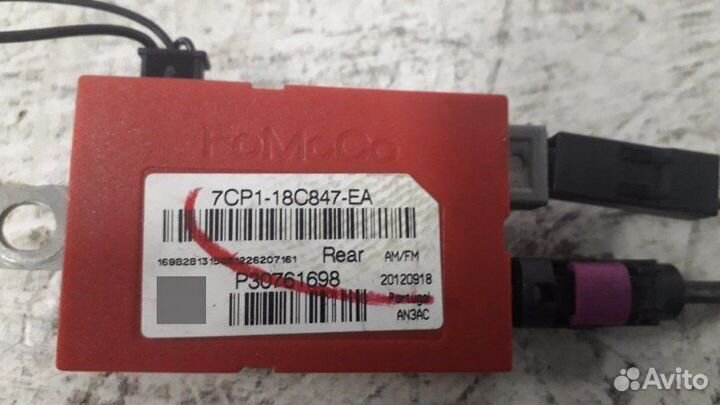 FoMoCo
7CP1-18C847-EA
Rear AM/FM
P30761698 20120918
Portugal
AN3AC
Avito